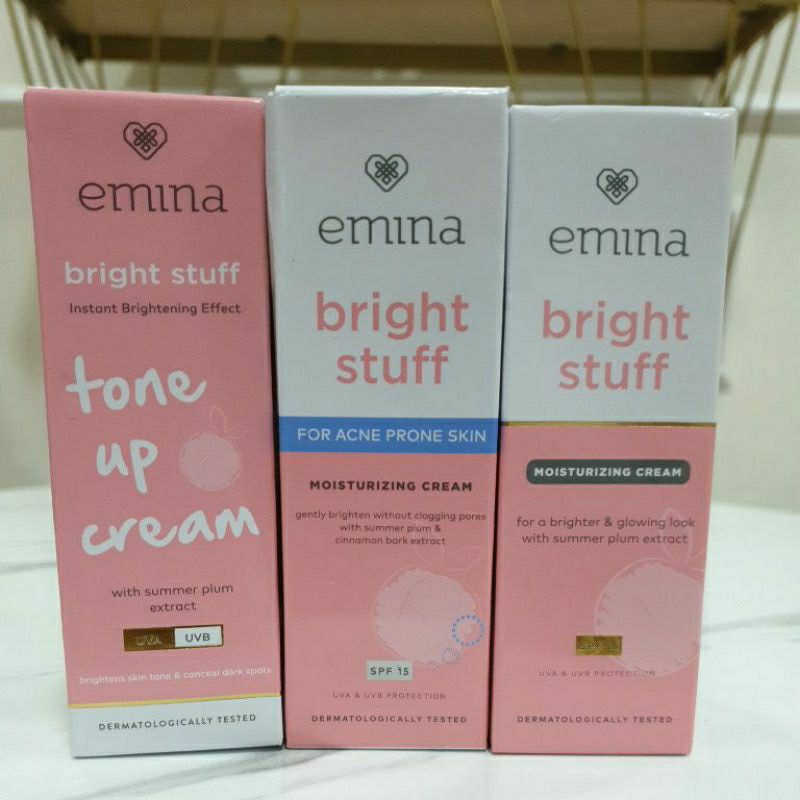 emina
bright stuff
Instant Brightening Effect
tone
up
cream
with summer plum
extract
UVA UVB
brightens skin tone & conceal dark spots
DERMATOLOGICALLY TESTED
emina
bright
stuff
FOR ACNE PRONE SKIN
MOISTURIZING CREAM
gently brighten without clogging pores
with summer plum &
cinnamon bark extract
SPF 15
UVA & UVB PROTECTION
DERMATOLOGICALLY TESTED
emina
bright
stuff
MOISTURIZING CREAM
for a brighter & glowing look
with summer plum extract
SPF
UVA & UVB PROTECTION
DERMATOLOGICALLY TESTED